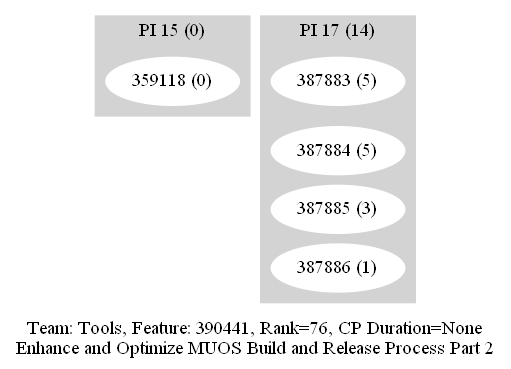 PI 15 (0)
359118 (0)
PI 17 (14)
387883 (5)
387884 (5)
387885 (3)
387886 (1)
Team: Tools, Feature: 390441, Rank=76, CP Duration=None
Enhance and Optimize MUOS Build and Release Process Part 2